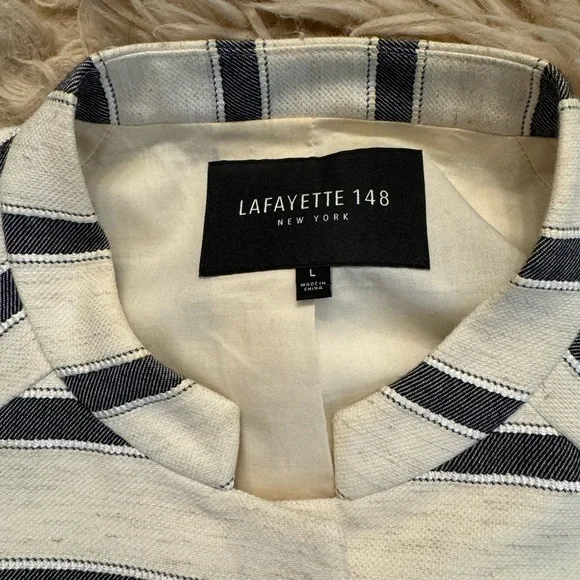 LAFAYETTE 148
NEW YORK
L
MADE IN
CHINA